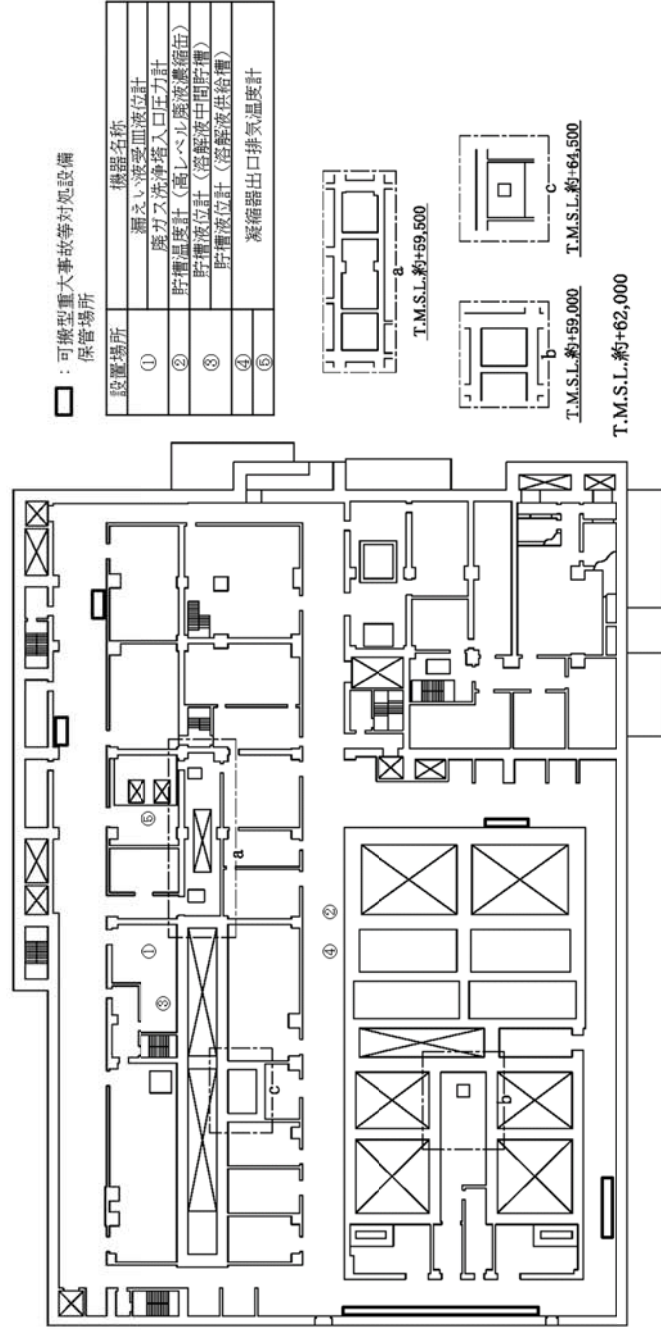 ▭：可搬型重大事故等対処設備
保管場所
設置場所 機器名称
① 漏えい液受皿液位計
廃ガス洗浄塔入口圧力計
② 貯槽温度計（高レベル廃液濃縮缶）
③ 貯槽液位計（溶解液中間貯槽）
貯槽液位計（溶解液供給槽）
④ 凝縮器出口排気温度計
⑤
a
T.M.S.L.約+59,500
b
T.M.S.L.約+59,000
c
T.M.S.L.約+64,500
T.M.S.L.約+62,000
①
③
⑤
a
c
④
②
b